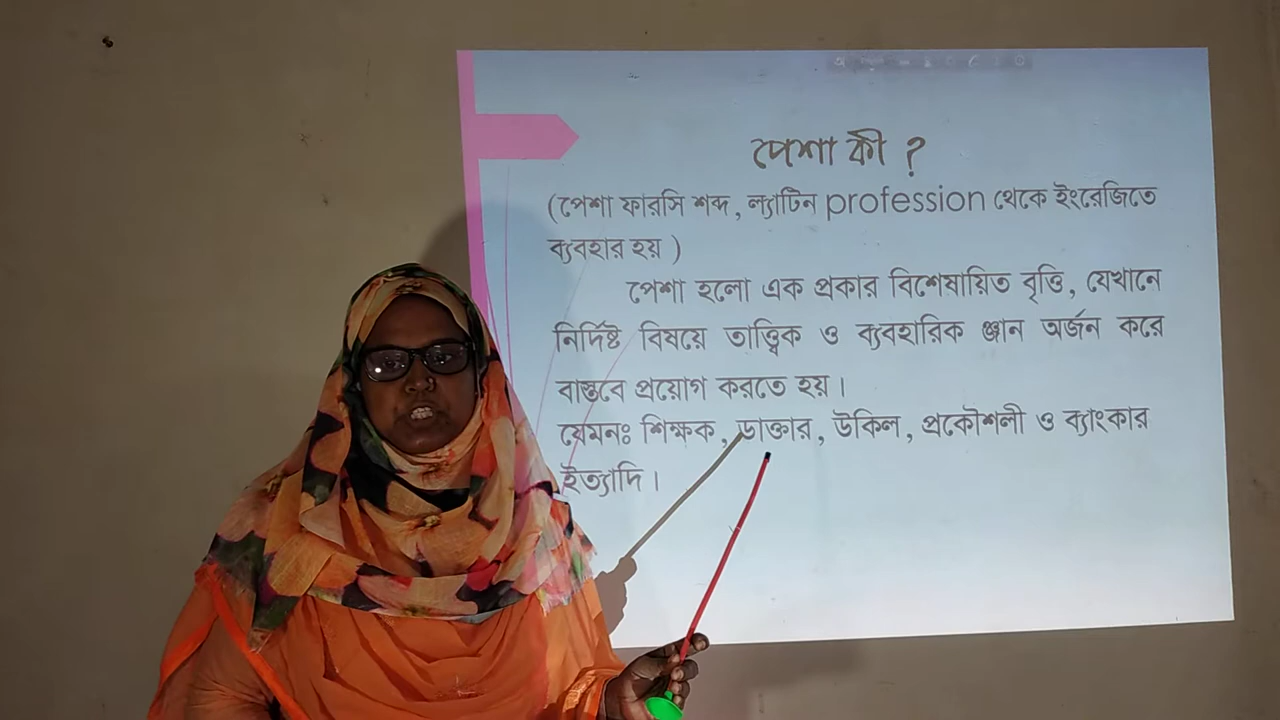 পেশা কী ?
(পেশা ফারসি শব্দ, ল্যাটিন profession থেকে ইংরেজিতে
ব্যবহার হয় )
পেশা হলো এক প্রকার বিশেষায়িত বৃত্তি, যেখানে
নির্দিষ্ট বিষয়ে তাত্ত্বিক ও ব্যবহারিক জ্ঞান অর্জন করে
বাস্তবে প্রয়োগ করতে হয়।
যেমনঃ শিক্ষক, ডাক্তার, উকিল, প্রকৌশলী ও ব্যাংকার
ইত্যাদি।